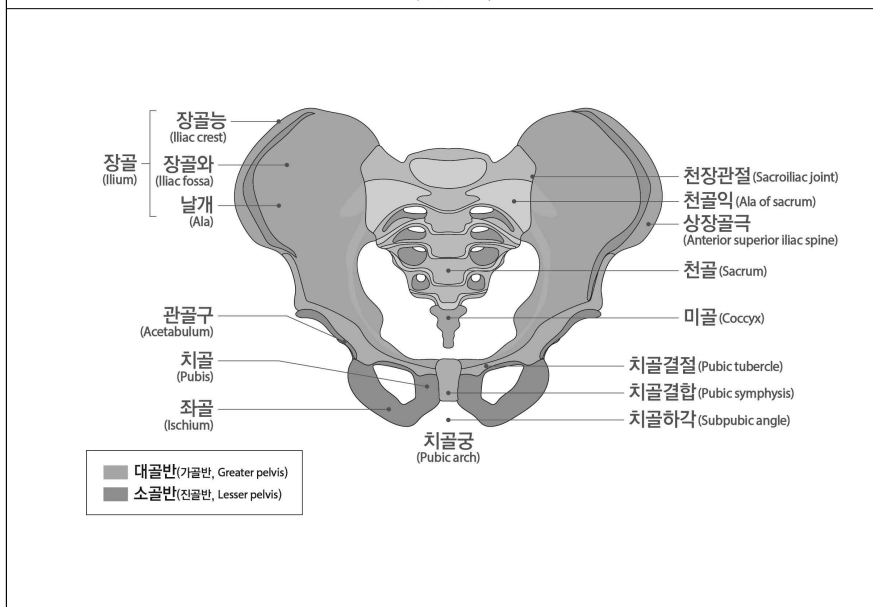 장골능
(Iliac crest)
장골
(Ilium)
장골와
(Iliac fossa)
날개
(Ala)
관골구
(Acetabulum)
치골
(Pubis)
좌골
(Ischium)
치골궁
(Pubic arch)
천장관절(Sacroiliac joint)
천골익(Ala of sacrum)
상장골극
(Anterior superior iliac spine)
천골(Sacrum)
미골(Coccyx)
치골결절(Pubic tubercle)
치골결합(Pubic symphysis)
치골하각(Subpubic angle)
대골반(가골반, Greater pelvis)
소골반(진골반, Lesser pelvis)